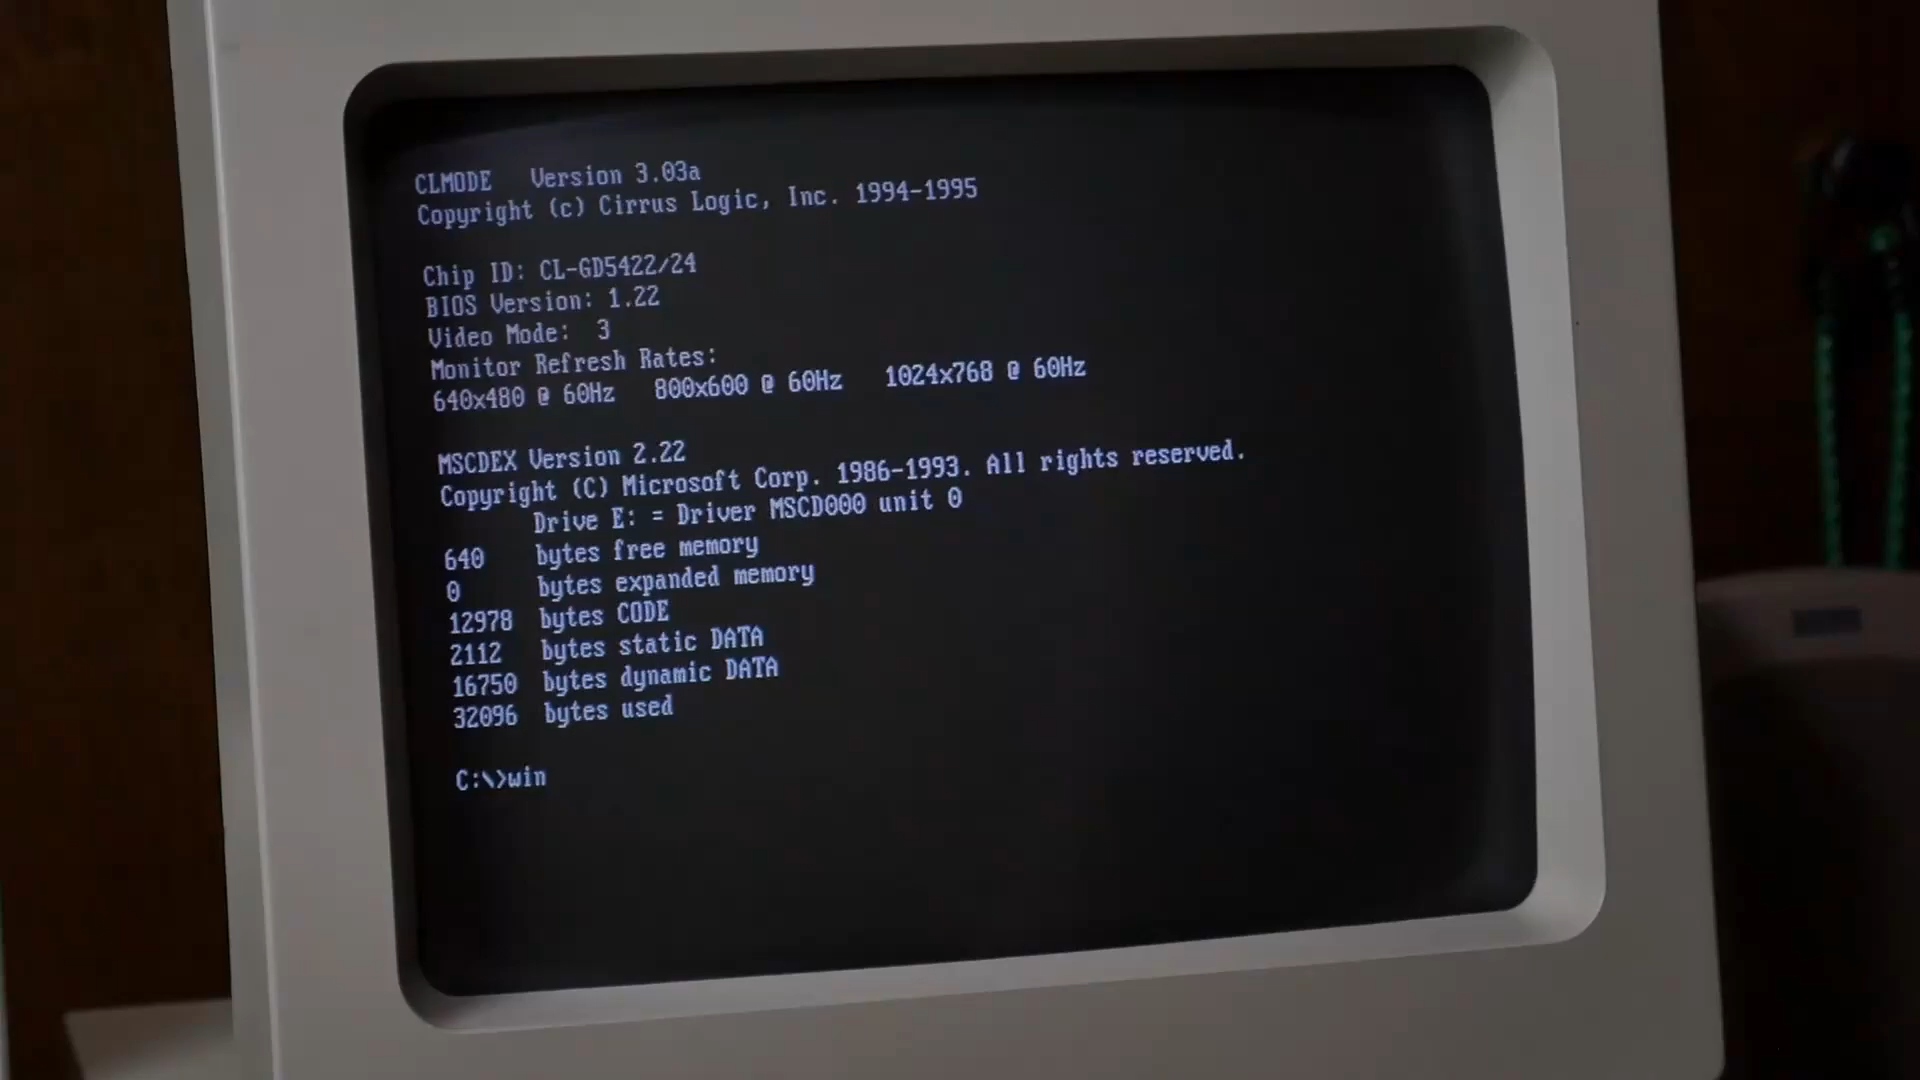 CLMODE   Version 3.03a
Copyright (c) Cirrus Logic, Inc. 1994-1995
Chip ID: CL-GD5422/24
BIOS Version: 1.22
Video Mode:  3
Monitor Refresh Rates:
640x480 @ 60Hz   800x600 @ 60Hz   1024x768 @ 60Hz
MSCDEX Version 2.22
Copyright (C) Microsoft Corp. 1986-1993. All rights reserved.
Drive E: = Driver MSCD000 unit 0
640    bytes free memory
0      bytes expanded memory
12978  bytes CODE
2112   bytes static DATA
16750  bytes dynamic DATA
32096  bytes used
C:\>win